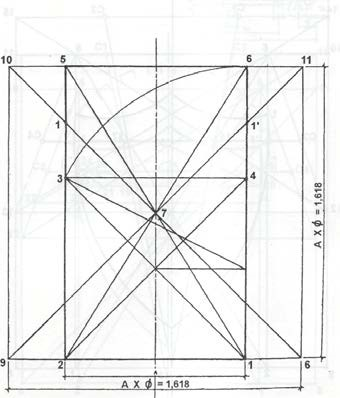 10 5 6 11
1 1'
3 4
7
A X Ø = 1,618
9 2 1 6
A
A X Ø = 1,618